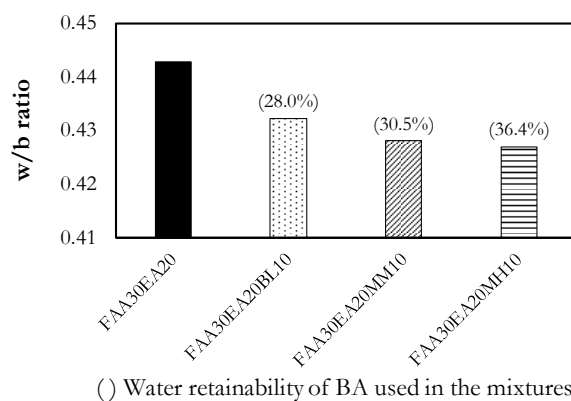 0.45
0.44
0.43
0.42
0.41
w/b ratio
(28.0%)
(30.5%)
(36.4%)
FAA30EA20
FAA30EA20BL10
FAA30EA20MM10
FAA30EA20MH10
( ) Water retainability of BA used in the mixtures